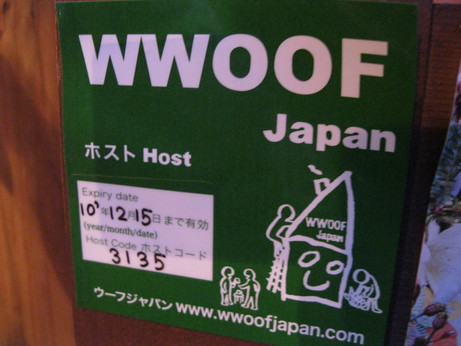 WWOOF
Japan
ホスト Host
Expiry date
10'年12月15日まで有効
(year/month/date)
Host Code ホストコード
3135
WWOOF
Japan
ウーフジャパン www.wwoofjapan.com